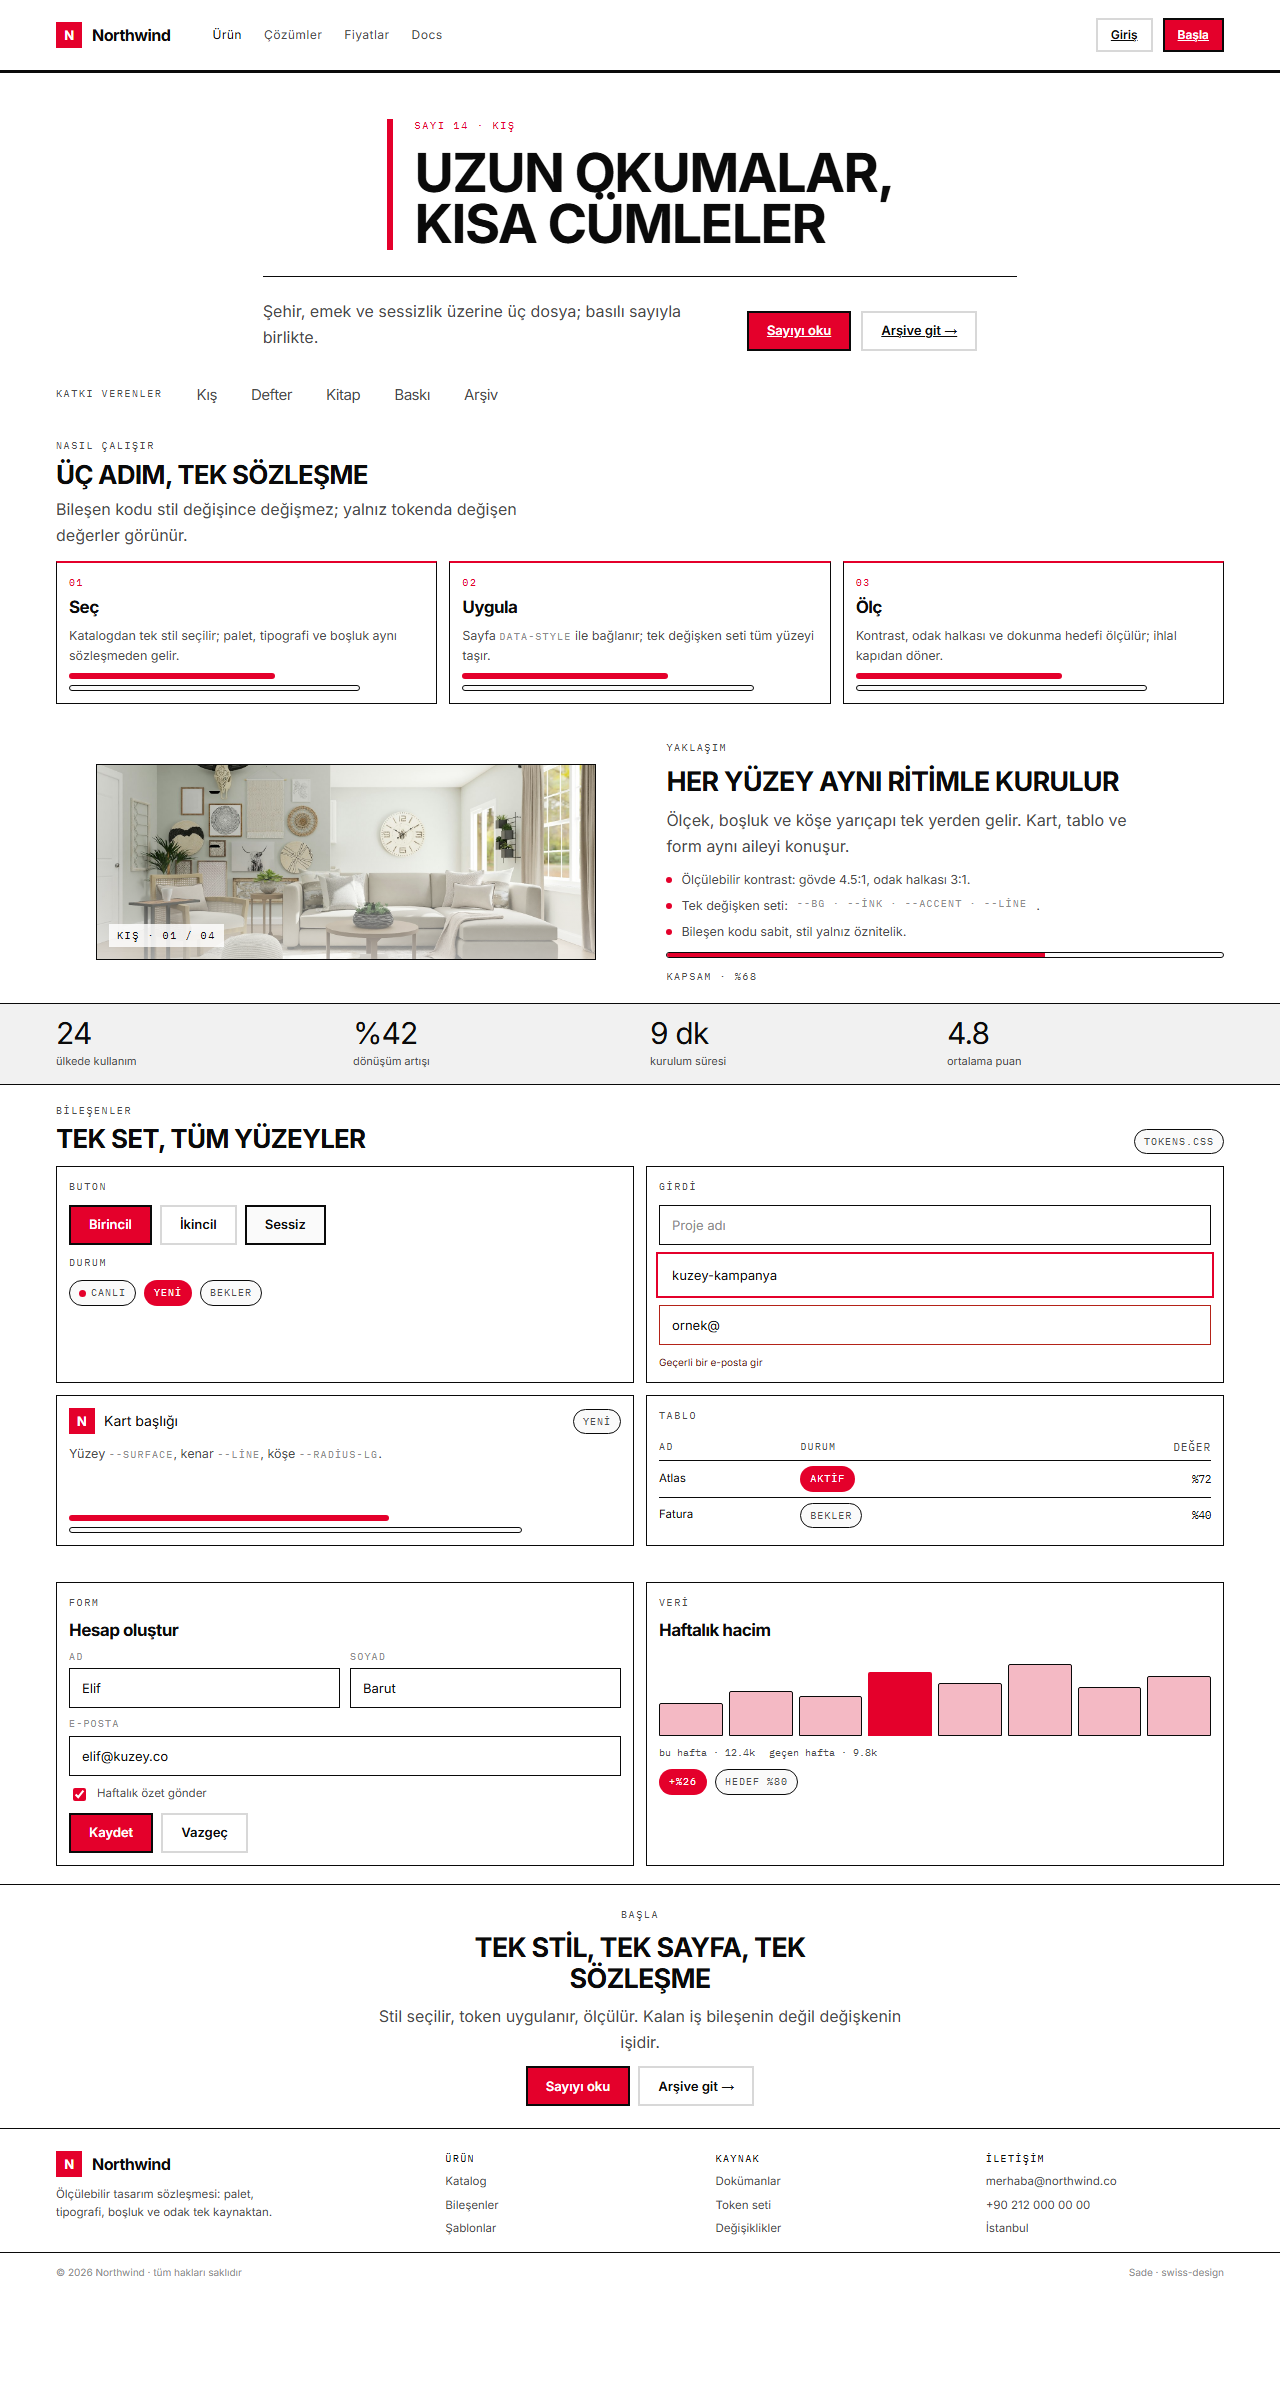 N Northwind Ürün Çözümler Fiyatlar Docs Giriş Başla
SAYI 14 · KIŞ
UZUN OKUMALAR,
KISA CÜMLELER
Şehir, emek ve sessizlik üzerine üç dosya; basılı sayıyla
birlikte.
Sayıyı oku Arşive git →
KATKI VERENLER Kış Defter Kitap Baskı Arşiv
NASIL ÇALIŞIR
ÜÇ ADIM, TEK SÖZLEŞME
Bileşen kodu stil değişince değişmez; yalnız tokenda değişen
değerler görünür.
01
Seç
Katalogdan tek stil seçilir; palet, tipografi ve boşluk aynı
sözleşmeden gelir.
02
Uygula
Sayfa DATA-STYLE ile bağlanır; tek değişken seti tüm yüzeyi
taşır.
03
Ölç
Kontrast, odak halkası ve dokunma hedefi ölçülür; ihlal
kapıdan döner.
KIŞ · 01 / 04
YAKLAŞIM
HER YÜZEY AYNI RİTİMLE KURULUR
Ölçek, boşluk ve köşe yarıçapı tek yerden gelir. Kart, tablo ve
form aynı aileyi konuşur.
Ölçülebilir kontrast: gövde 4.5:1, odak halkası 3:1.
Tek değişken seti: --BG · --İNK · --ACCENT · --LİNE .
Bileşen kodu sabit, stil yalnız öznitelik.
KAPSAM · %68
24
ülkede kullanım
%42
dönüşüm artışı
9 dk
kurulum süresi
4.8
ortalama puan
BİLEŞENLER
TEK SET, TÜM YÜZEYLER
TOKENS.CSS
BUTON
Birincil İkincil Sessiz
DURUM
CANLI YENİ BEKLER
GİRDİ
Proje adı
kuzey-kampanya
ornek@
Geçerli bir e-posta gir
N Kart başlığı YENİ
Yüzey --SURFACE, kenar --LİNE, köşe --RADİUS-LG.
TABLO
AD DURUM DEĞER
Atlas AKTİF %72
Fatura BEKLER %40
FORM
Hesap oluştur
AD SOYAD
Elif Barut
E-POSTA
elif@kuzey.co
Haftalık özet gönder
Kaydet Vazgeç
VERİ
Haftalık hacim
bu hafta · 12.4k geçen hafta · 9.8k
+%26 HEDEF %80
BAŞLA
TEK STİL, TEK SAYFA, TEK
SÖZLEŞME
Stil seçilir, token uygulanır, ölçülür. Kalan iş bileşenin değil değişkenin
işidir.
Sayıyı oku Arşive git →
N Northwind
Ölçülebilir tasarım sözleşmesi: palet,
tipografi, boşluk ve odak tek kaynaktan.
ÜRÜN
Katalog
Bileşenler
Şablonlar
KAYNAK
Dokümanlar
Token seti
Değişiklikler
İLETİŞİM
merhaba@northwind.co
+90 212 000 00 00
İstanbul
© 2026 Northwind · tüm hakları saklıdır
Sade · swiss-design